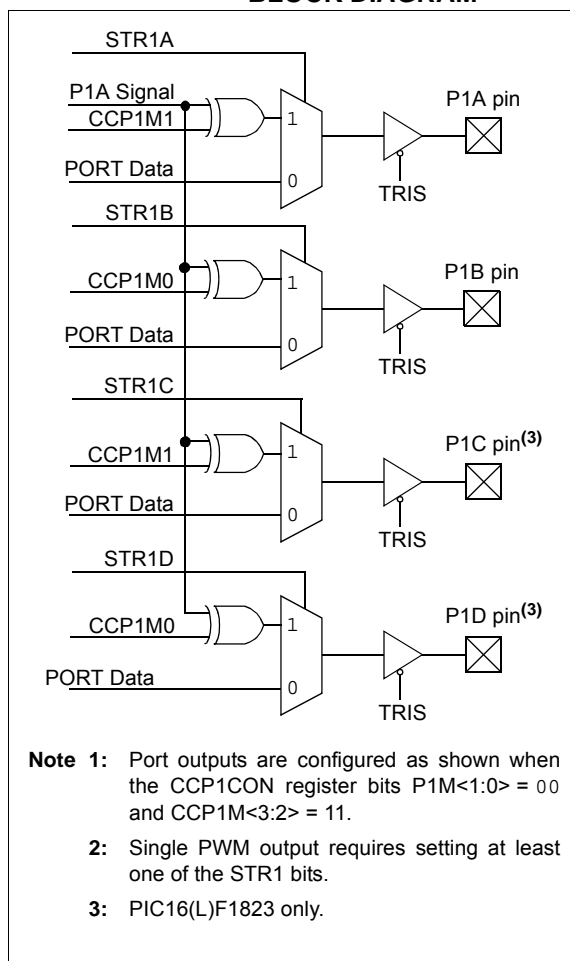 BLOCK DIAGRAM
STR1A
P1A Signal
CCP1M1
1
PORT Data
0
TRIS
P1A pin
STR1B
CCP1M0
1
PORT Data
0
TRIS
P1B pin
STR1C
CCP1M1
1
PORT Data
0
TRIS
P1C pin(3)
STR1D
CCP1M0
1
PORT Data
0
TRIS
P1D pin(3)
Note 1: Port outputs are configured as shown when
the CCP1CON register bits P1M<1:0> = 00
and CCP1M<3:2> = 11.
2: Single PWM output requires setting at least
one of the STR1 bits.
3: PIC16(L)F1823 only.